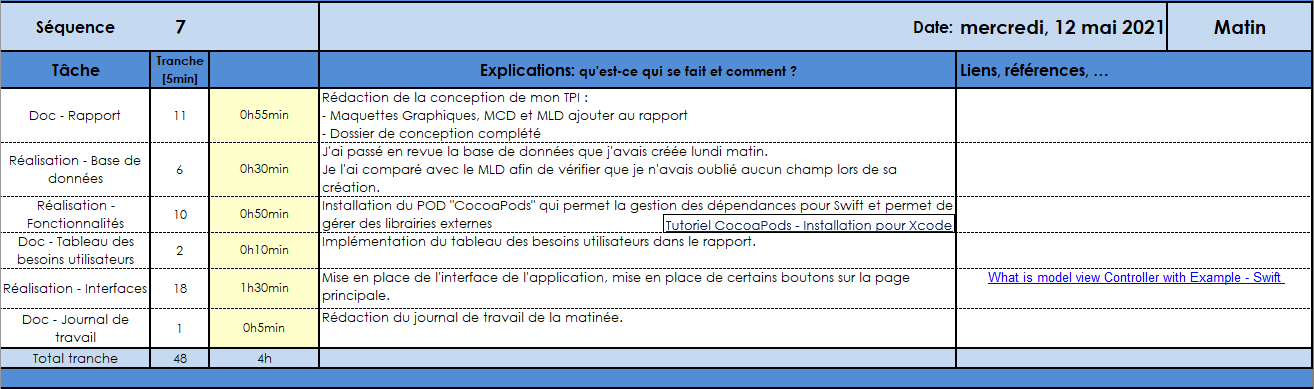 Séquence 7 Date: mercredi, 12 mai 2021 Matin
Tâche Tranche [5min] Explications: qu'est-ce qui se fait et comment ? Liens, références, ...
Doc - Rapport 11 0h55min
Rédaction de la conception de mon TPI :
- Maquettes Graphiques, MCD et MLD ajouter au rapport
- Dossier de conception complété
Réalisation - Base de
données
6 0h30min
J'ai passé en revue la base de données que j'avais créée lundi matin.
Je l'ai comparé avec le MLD afin de vérifier que je n'avais oublié aucun champ lors de sa
création.
Réalisation -
Fonctionnalités
10 0h50min
Installation du POD "CocoaPods" qui permet la gestion des dépendances pour Swift et permet de
gérer des librairies externes
Tutoriel CocoaPods - Installation pour Xcode
Doc - Tableau des
besoins utilisateurs
2 0h10min
Implémentation du tableau des besoins utilisateurs dans le rapport.
Réalisation - Interfaces 18 1h30min
Mise en place de l'interface de l'application, mise en place de certains boutons sur la page
principale.
What is model view Controller with Example - Swift
Doc - Journal de
travail
1 0h5min
Rédaction du journal de travail de la matinée.
Total tranche 48 4h